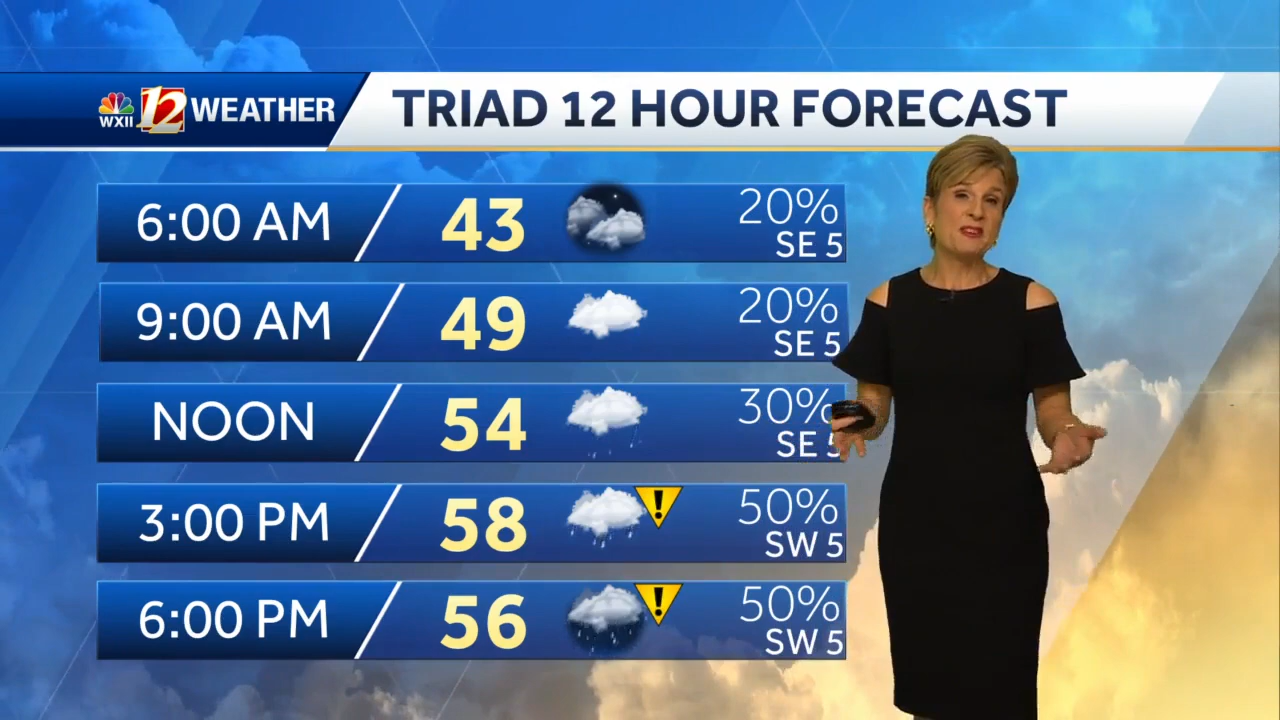 WXII 12 WEATHER
TRIAD 12 HOUR FORECAST
6:00 AM 43 20%
SE 5
9:00 AM 49 20%
SE 5
NOON 54 30%
SE 5
3:00 PM 58 ! 50%
SW 5
6:00 PM 56 ! 50%
SW 5